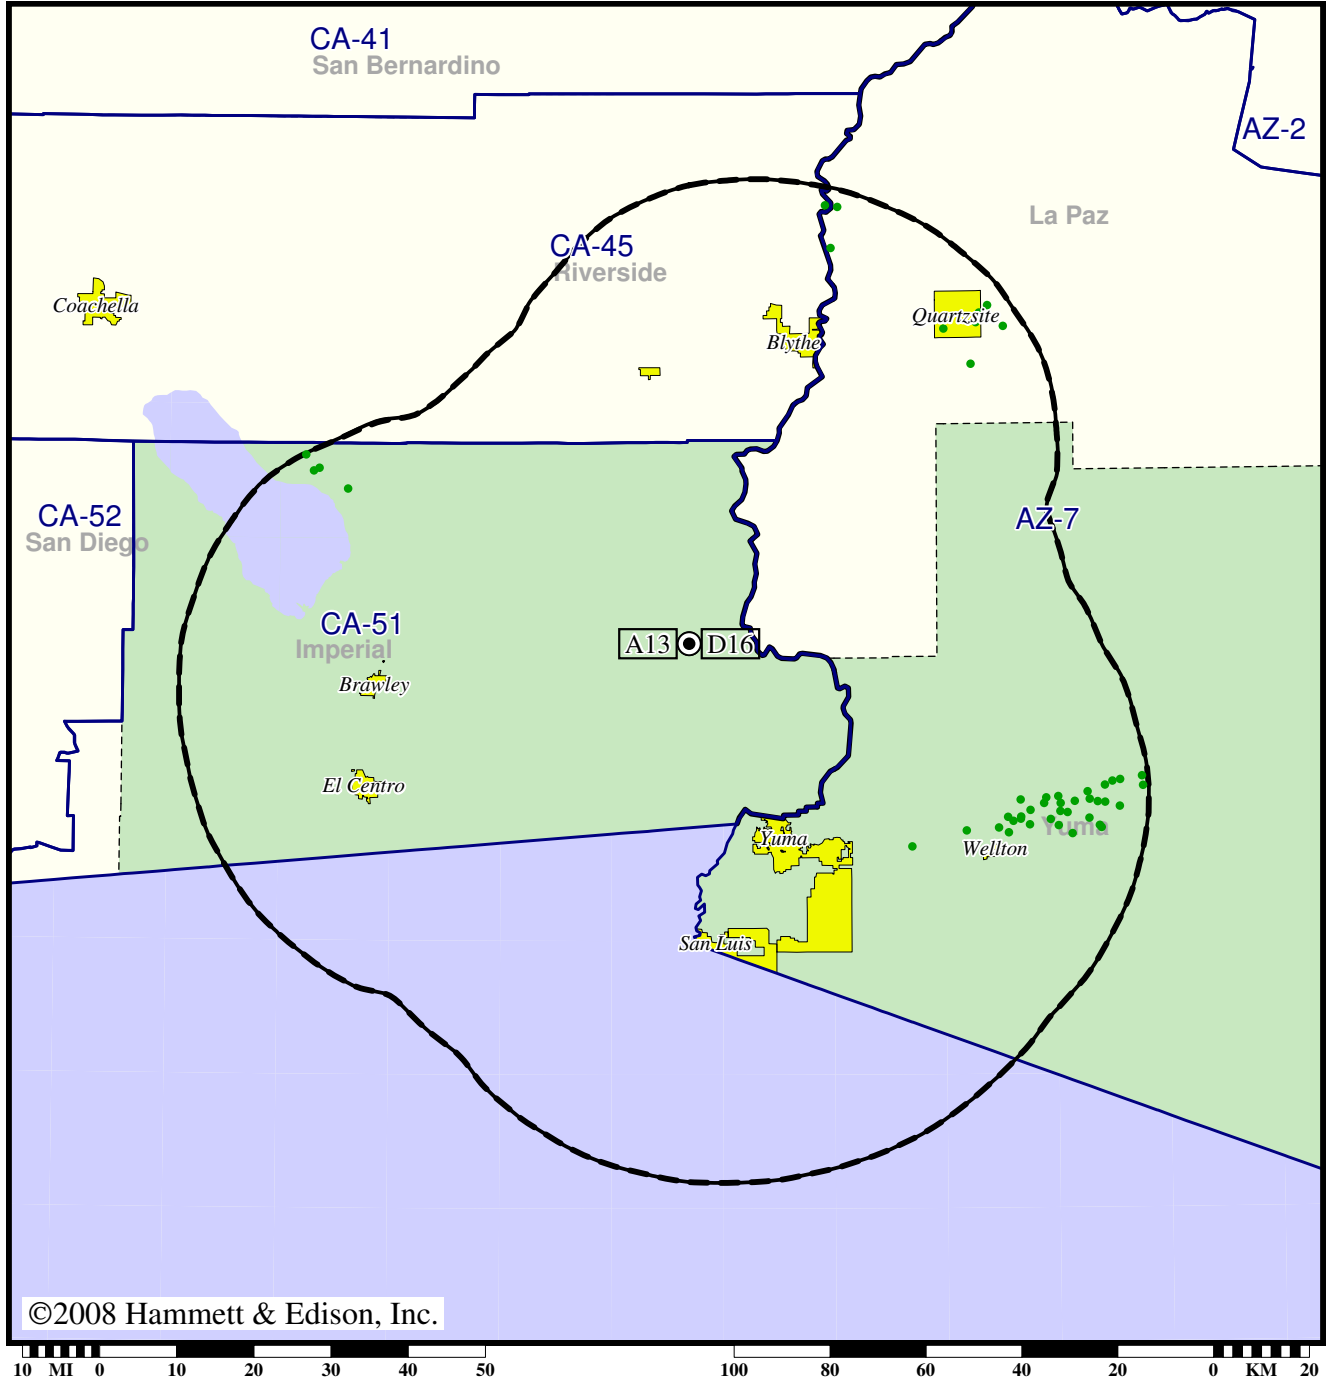 CA-41
San Bernardino
AZ-2
La Paz
CA-45
Riverside
Coachella
Quartzsite
Blythe
CA-52
San Diego
AZ-7
CA-51
Imperial
A13 D16
Brawley
El Centro
Yuma
Yuma
Wellton
San Luis
©2008 Hammett & Edison, Inc.
10 MI 0 10 20 30 40 50 100 80 60 40 20 0 KM 20